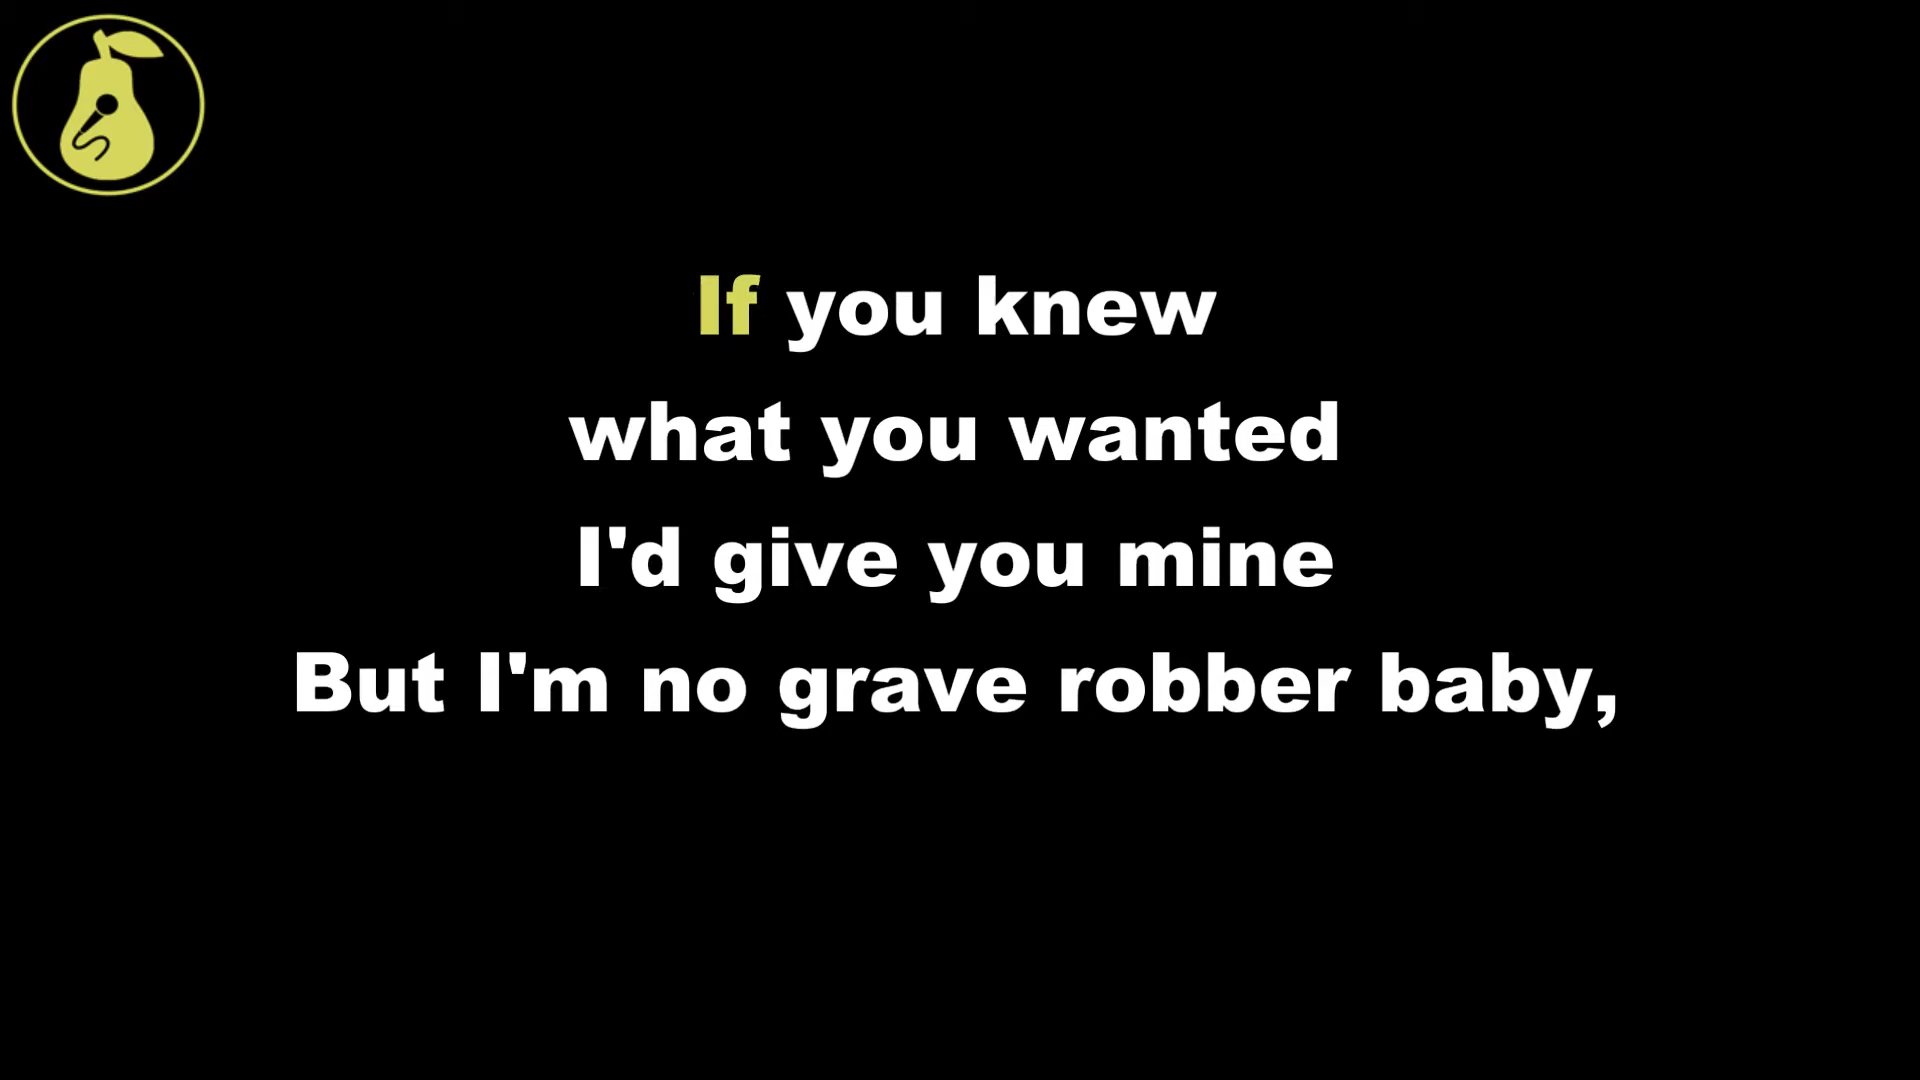 If you knew
what you wanted
I'd give you mine
But I'm no grave robber baby,